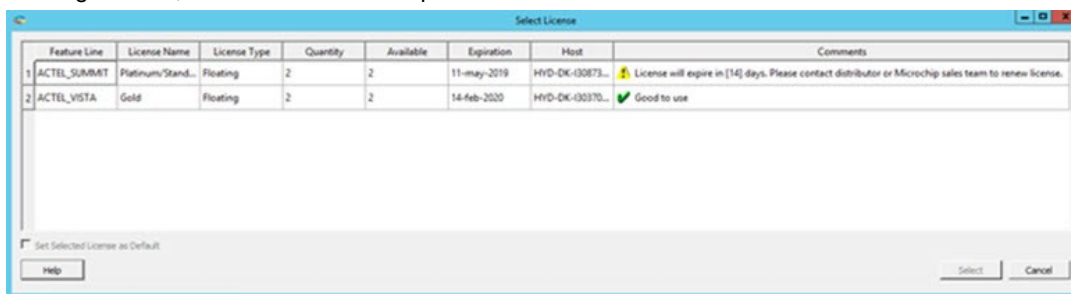 Select License
Feature Line License Name License Type Quantity Available Expiration Host Comments
1 ACTEL_SUMMIT Platinum/Stand... Floating 2 2 11-may-2019 HYD-DK-I30873... License will expire in [14] days. Please contact distributor or Microchip sales team to renew license.
2 ACTEL_VISTA Gold Floating 2 2 14-feb-2020 HYD-DK-I30370... Good to use
Set Selected License as Default
Help Select Cancel